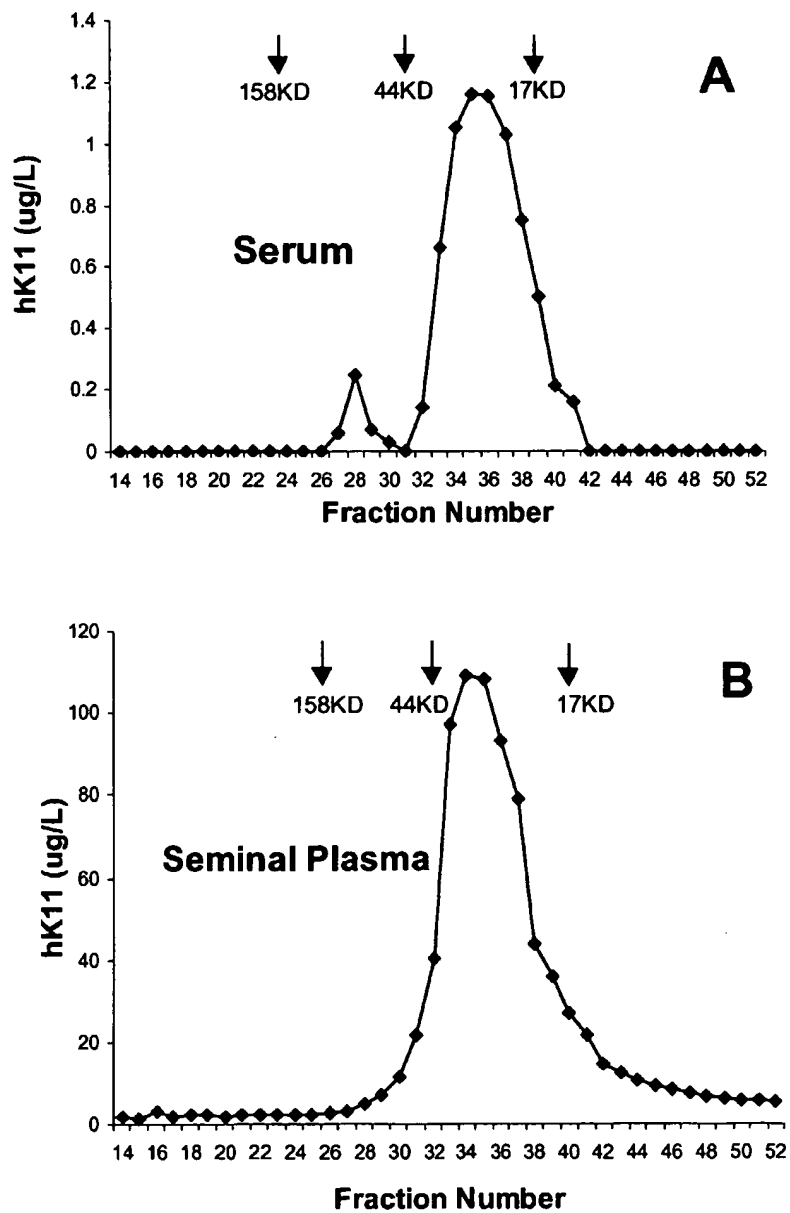 1.4
158KD 44KD 17KD
A
1.2
1
0.8
0.6
0.4
0.2
0
hK11 (ug/L)
Serum
14 16 18 20 22 24 26 28 30 32 34 36 38 40 42 44 46 48 50 52
Fraction Number
120
100
80
60
40
20
0
158KD 44KD 17KD
B
hK11 (ug/L)
Seminal Plasma
14 16 18 20 22 24 26 28 30 32 34 36 38 40 42 44 46 48 50 52
Fraction Number